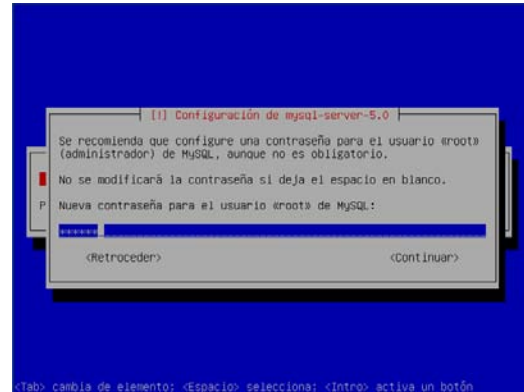 [!] Configuración de mysql-server-5.0
Se recomienda que configure una contraseña para el usuario «root»
(administrador) de MySQL, aunque no es obligatorio.
No se modificará la contraseña si deja el espacio en blanco.
P
Nueva contraseña para el usuario «root» de MySQL:
******
<Retroceder> <Continuar>
<Tab> cambia de elemento; <Espacio> selecciona; <Intro> activa un botón